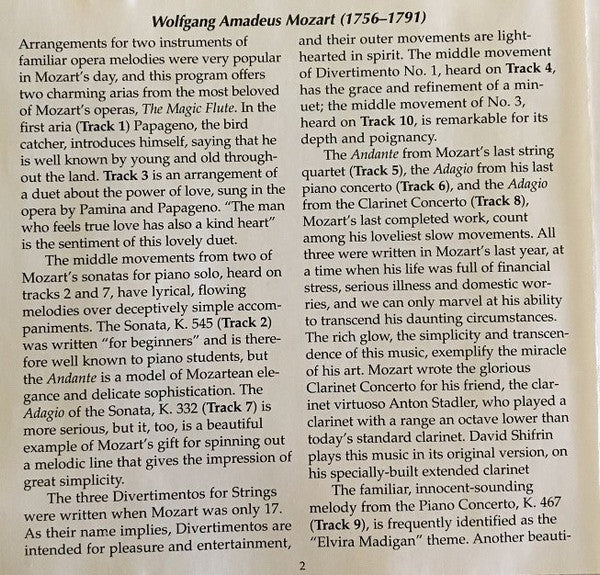 Wolfgang Amadeus Mozart (1756–1791)
Arrangements for two instruments of
familiar opera melodies were very popular
in Mozart's day, and this program offers
two charming arias from the most beloved
of Mozart's operas, The Magic Flute. In the
first aria (Track 1) Papageno, the bird
catcher, introduces himself, saying that he
is well known by young and old through-
out the land. Track 3 is an arrangement of
a duet about the power of love, sung in the
opera by Pamina and Papageno. "The man
who feels true love has also a kind heart"
is the sentiment of this lovely duet.
The middle movements from two of
Mozart's sonatas for piano solo, heard on
tracks 2 and 7, have lyrical, flowing
melodies over deceptively simple accom-
paniments. The Sonata, K. 545 (Track 2)
was written "for beginners" and is there-
fore well known to piano students, but
the Andante is a model of Mozartean ele-
gance and delicate sophistication. The
Adagio of the Sonata, K. 332 (Track 7) is
more serious, but it, too, is a beautiful
example of Mozart's gift for spinning out
a melodic line that gives the impression of
great simplicity.
The three Divertimentos for Strings
were written when Mozart was only 17.
As their name implies, Divertimentos are
intended for pleasure and entertainment,
and their outer movements are light-
hearted in spirit. The middle movement
of Divertimento No. 1, heard on Track 4,
has the grace and refinement of a min-
uet; the middle movement of No. 3,
heard on Track 10, is remarkable for its
depth and poignancy.
The Andante from Mozart's last string
quartet (Track 5), the Adagio from his last
piano concerto (Track 6), and the Adagio
from the Clarinet Concerto (Track 8),
Mozart's last completed work, count
among his loveliest slow movements. All
three were written in Mozart's last year, at
a time when his life was full of financial
stress, serious illness and domestic wor-
ries, and we can only marvel at his ability
to transcend his daunting circumstances.
The rich glow, the simplicity and transcen-
dence of this music, exemplify the miracle
of his art. Mozart wrote the glorious
Clarinet Concerto for his friend, the clar-
inet virtuoso Anton Stadler, who played a
clarinet with a range an octave lower than
today's standard clarinet. David Shifrin
plays this music in its original version, on
his specially-built extended clarinet
The familiar, innocent-sounding
melody from the Piano Concerto, K. 467
(Track 9), is frequently identified as the
"Elvira Madigan" theme. Another beauti-
2